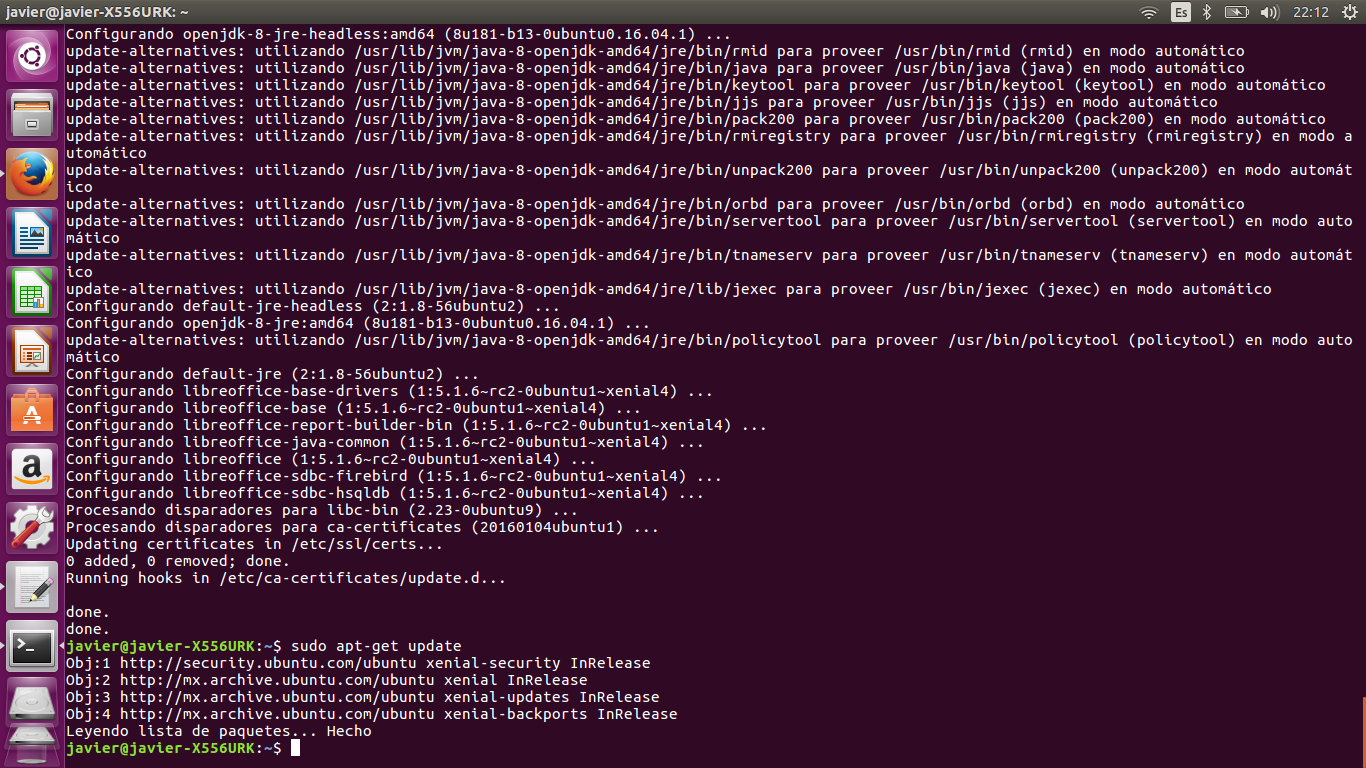 javier@javier-X556URK: ~
Es
22:12
Configurando openjdk-8-jre-headless:amd64 (8u181-b13-0ubuntu0.16.04.1) ...
update-alternatives: utilizando /usr/lib/jvm/java-8-openjdk-amd64/jre/bin/rmid para proveer /usr/bin/rmid (rmid) en modo automático
update-alternatives: utilizando /usr/lib/jvm/java-8-openjdk-amd64/jre/bin/java para proveer /usr/bin/java (java) en modo automático
update-alternatives: utilizando /usr/lib/jvm/java-8-openjdk-amd64/jre/bin/keytool para proveer /usr/bin/keytool (keytool) en modo automático
update-alternatives: utilizando /usr/lib/jvm/java-8-openjdk-amd64/jre/bin/jjs para proveer /usr/bin/jjs (jjs) en modo automático
update-alternatives: utilizando /usr/lib/jvm/java-8-openjdk-amd64/jre/bin/pack200 para proveer /usr/bin/pack200 (pack200) en modo automático
update-alternatives: utilizando /usr/lib/jvm/java-8-openjdk-amd64/jre/bin/rmiregistry para proveer /usr/bin/rmiregistry (rmiregistry) en modo a
utomático
update-alternatives: utilizando /usr/lib/jvm/java-8-openjdk-amd64/jre/bin/unpack200 para proveer /usr/bin/unpack200 (unpack200) en modo automát
ico
update-alternatives: utilizando /usr/lib/jvm/java-8-openjdk-amd64/jre/bin/orbd para proveer /usr/bin/orbd (orbd) en modo automático
update-alternatives: utilizando /usr/lib/jvm/java-8-openjdk-amd64/jre/bin/servertool para proveer /usr/bin/servertool (servertool) en modo auto
mático
update-alternatives: utilizando /usr/lib/jvm/java-8-openjdk-amd64/jre/bin/tnameserv para proveer /usr/bin/tnameserv (tnameserv) en modo automát
ico
update-alternatives: utilizando /usr/lib/jvm/java-8-openjdk-amd64/jre/lib/jexec para proveer /usr/bin/jexec (jexec) en modo automático
Configurando default-jre-headless (2:1.8-56ubuntu2) ...
Configurando openjdk-8-jre:amd64 (8u181-b13-0ubuntu0.16.04.1) ...
update-alternatives: utilizando /usr/lib/jvm/java-8-openjdk-amd64/jre/bin/policytool para proveer /usr/bin/policytool (policytool) en modo auto
mático
Configurando default-jre (2:1.8-56ubuntu2) ...
Configurando libreoffice-base-drivers (1:5.1.6~rc2-0ubuntu1~xenial4) ...
Configurando libreoffice-base (1:5.1.6~rc2-0ubuntu1~xenial4) ...
Configurando libreoffice-report-builder-bin (1:5.1.6~rc2-0ubuntu1~xenial4) ...
Configurando libreoffice-java-common (1:5.1.6~rc2-0ubuntu1~xenial4) ...
Configurando libreoffice (1:5.1.6~rc2-0ubuntu1~xenial4) ...
Configurando libreoffice-sdbc-firebird (1:5.1.6~rc2-0ubuntu1~xenial4) ...
Configurando libreoffice-sdbc-hsqldb (1:5.1.6~rc2-0ubuntu1~xenial4) ...
Procesando disparadores para libc-bin (2.23-0ubuntu9) ...
Procesando disparadores para ca-certificates (20160104ubuntu1) ...
Updating certificates in /etc/ssl/certs...
0 added, 0 removed; done.
Running hooks in /etc/ca-certificates/update.d...
done.
done.
javier@javier-X556URK:~$ sudo apt-get update
Obj:1 http://security.ubuntu.com/ubuntu xenial-security InRelease
Obj:2 http://mx.archive.ubuntu.com/ubuntu xenial InRelease
Obj:3 http://mx.archive.ubuntu.com/ubuntu xenial-updates InRelease
Obj:4 http://mx.archive.ubuntu.com/ubuntu xenial-backports InRelease
Leyendo lista de paquetes... Hecho
javier@javier-X556URK:~$